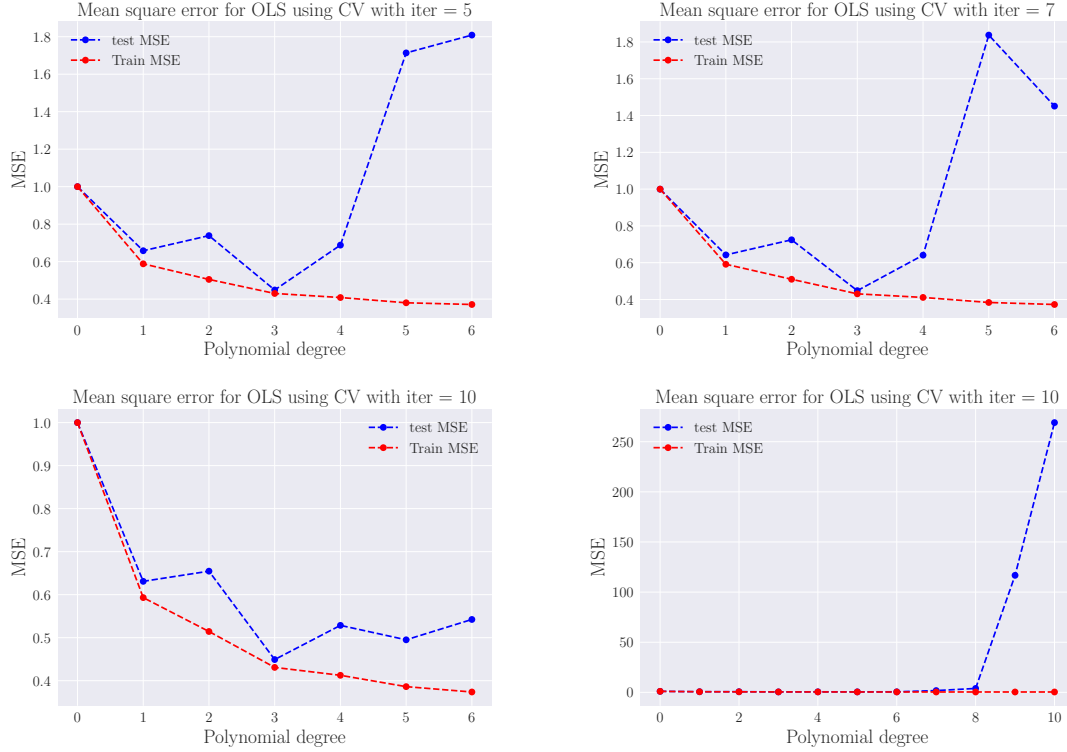 Mean square error for OLS using CV with iter = 5
test MSE
Train MSE
1.8
1.6
1.4
1.2
1.0
0.8
0.6
0.4
MSE
0 1 2 3 4 5 6
Polynomial degree
Mean square error for OLS using CV with iter = 7
test MSE
Train MSE
1.8
1.6
1.4
1.2
1.0
0.8
0.6
0.4
MSE
0 1 2 3 4 5 6
Polynomial degree
Mean square error for OLS using CV with iter = 10
test MSE
Train MSE
1.0
0.9
0.8
0.7
0.6
0.5
0.4
MSE
0 1 2 3 4 5 6
Polynomial degree
Mean square error for OLS using CV with iter = 10
test MSE
Train MSE
250
200
150
100
50
0
MSE
0 2 4 6 8 10
Polynomial degree